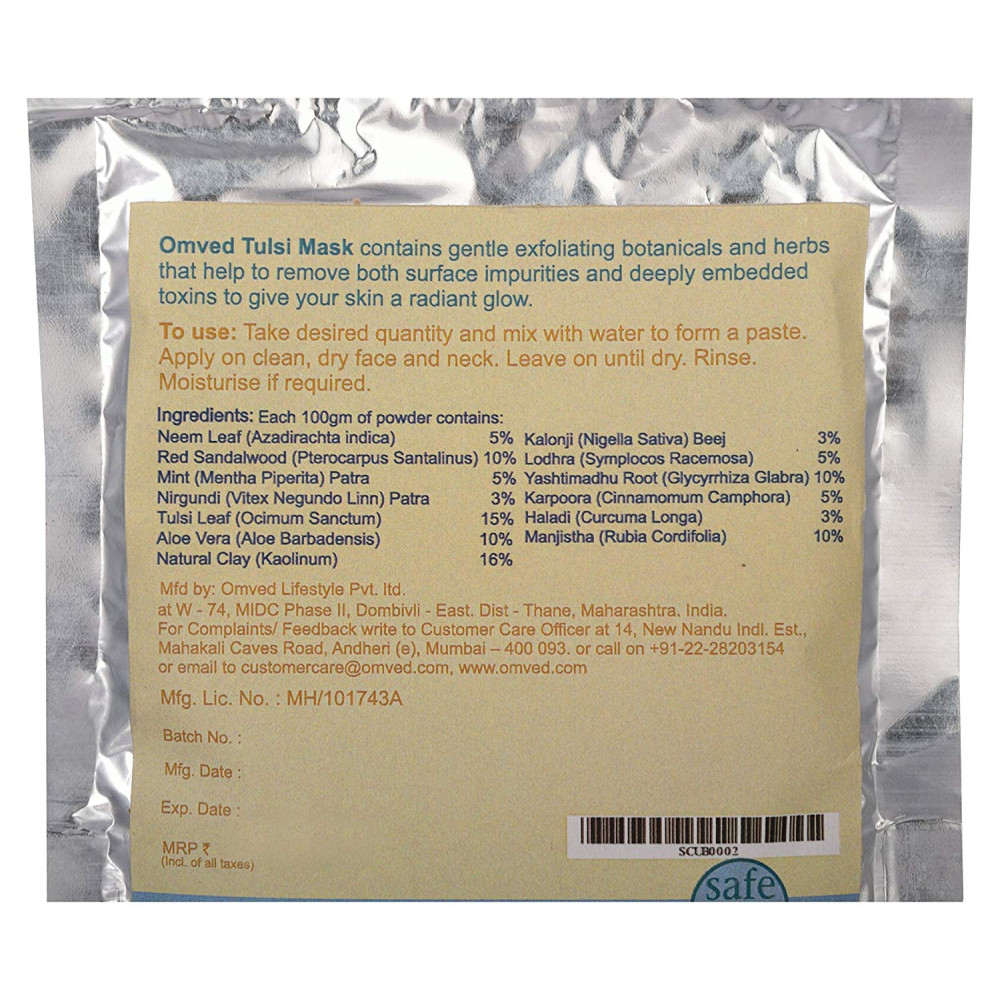 Omved Tulsi Mask contains gentle exfoliating botanicals and herbs
that help to remove both surface impurities and deeply embedded
toxins to give your skin a radiant glow.
To use: Take desired quantity and mix with water to form a paste.
Apply on clean, dry face and neck. Leave on until dry. Rinse.
Moisturise if required.
Ingredients: Each 100gm of powder contains:
Neem Leaf (Azadirachta indica) 5%
Red Sandalwood (Pterocarpus Santalinus) 10%
Mint (Mentha Piperita) Patra 5%
Nirgundi (Vitex Negundo Linn) Patra 3%
Tulsi Leaf (Ocimum Sanctum) 15%
Aloe Vera (Aloe Barbadensis) 10%
Natural Clay (Kaolinum) 16%
Kalonji (Nigella Sativa) Beej 3%
Lodhra (Symplocos Racemosa) 5%
Yashtimadhu Root (Glycyrrhiza Glabra) 10%
Karpoora (Cinnamomum Camphora) 5%
Haladi (Curcuma Longa) 3%
Manjistha (Rubia Cordifolia) 10%
Mfd by: Omved Lifestyle Pvt. ltd.
at W - 74, MIDC Phase II, Dombivli - East. Dist - Thane, Maharashtra. India.
For Complaints/ Feedback write to Customer Care Officer at 14, New Nandu Indl. Est.,
Mahakali Caves Road, Andheri (e), Mumbai – 400 093. or call on +91-22-28203154
or email to customercare@omved.com, www.omved.com
Mfg. Lic. No. : MH/101743A
Batch No. :
Mfg. Date :
Exp. Date :
MRP ₹
(Incl. of all taxes)
SCUB0002
safe